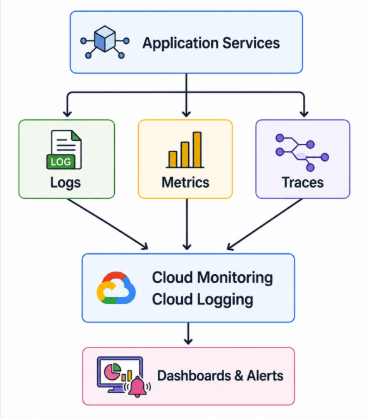 Application Services
LOG
Logs
Metrics
Traces
Cloud Monitoring
Cloud Logging
Dashboards & Alerts